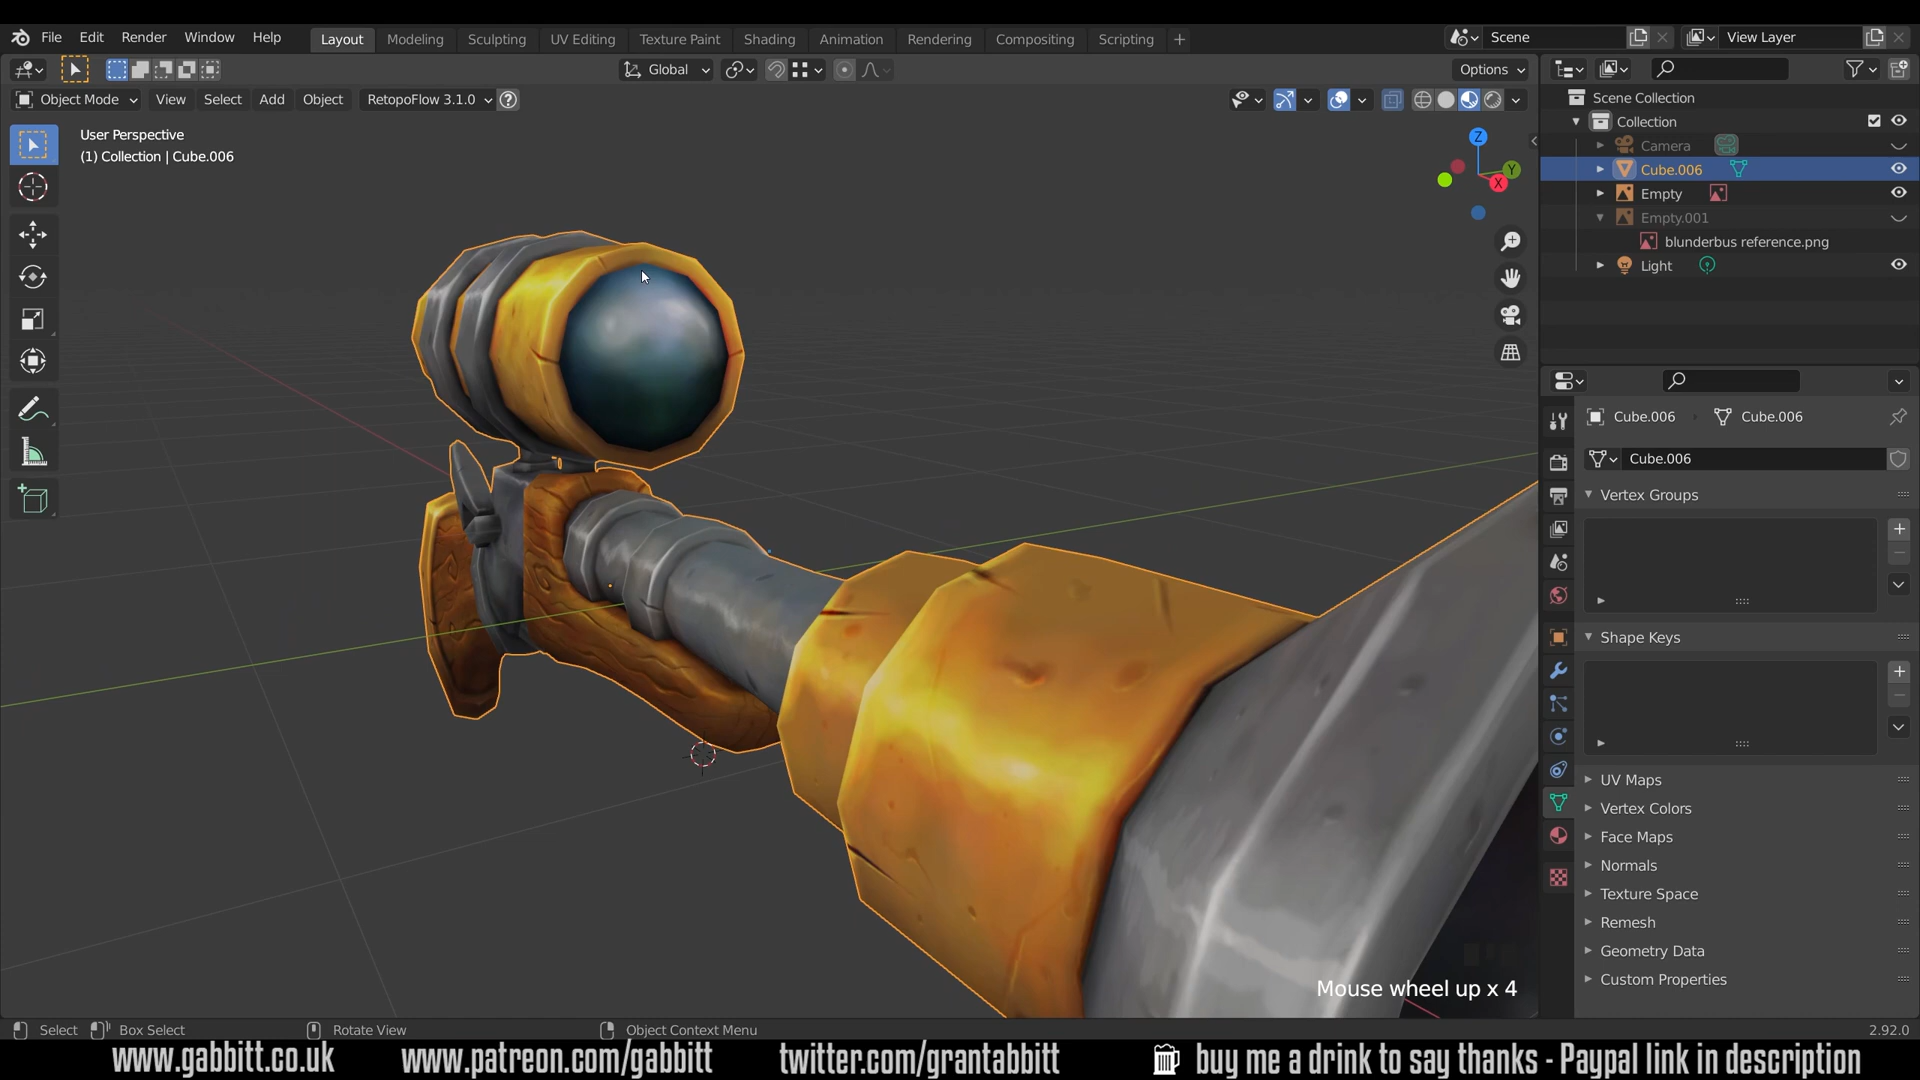 File Edit Render Window Help Layout Modeling Sculpting UV Editing Texture Paint Shading Animation Rendering Compositing Scripting Scene View Layer
Global Options
Object Mode View Select Add Object RetopoFlow 3.1.0
User Perspective
(1) Collection | Cube.006
Z
Y
X
Scene Collection
Collection
Camera
Cube.006
Empty
Empty.001
blunderbus reference.png
Light
Cube.006 Cube.006
Cube.006
Vertex Groups
Shape Keys
UV Maps
Vertex Colors
Face Maps
Normals
Texture Space
Remesh
Geometry Data
Custom Properties
Mouse wheel up x 4
Select Box Select Rotate View Object Context Menu 2.92.0
www.gabbitt.co.uk www.patreon.com/gabbitt twitter.com/grantabbitt buy me a drink to say thanks - Paypal link in description